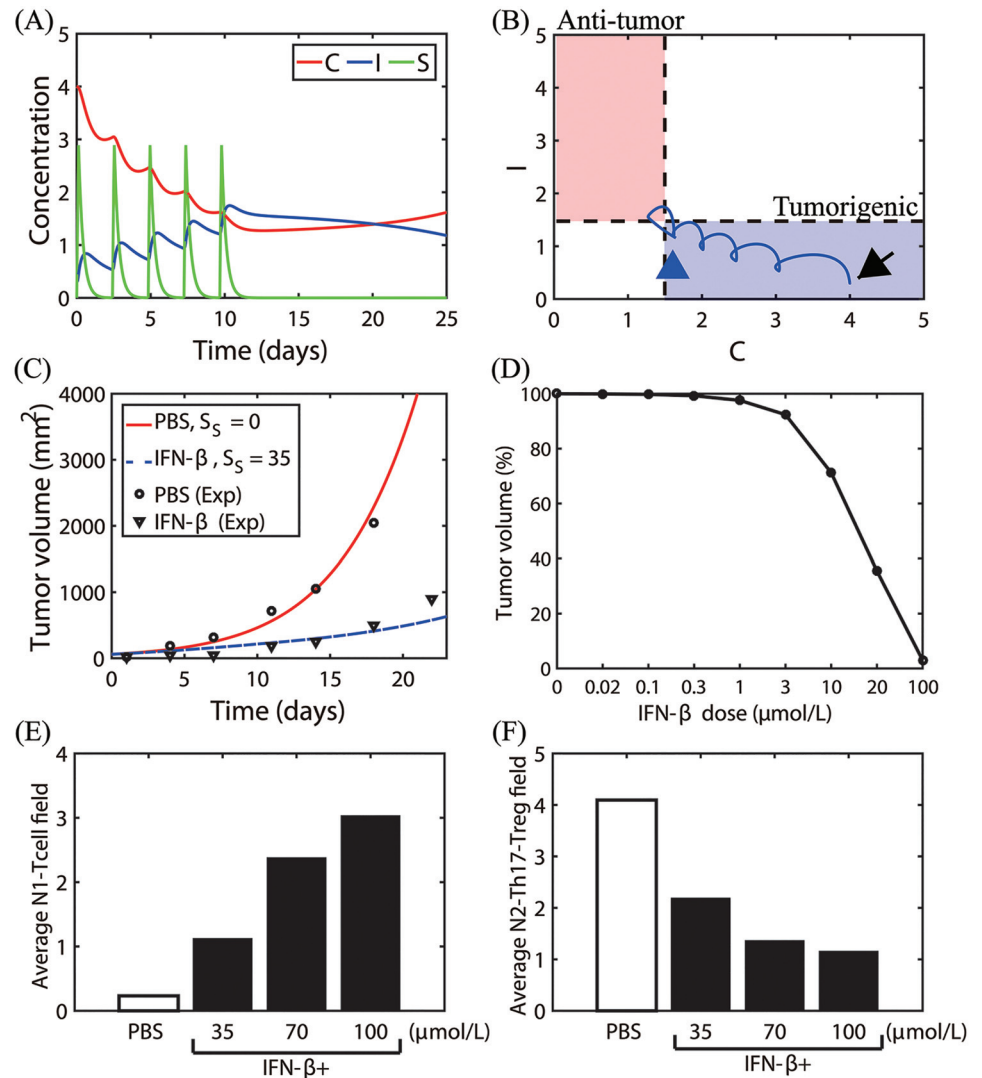 (A)
C I S
Concentration
5
4
3
2
1
0
0 5 10 15 20 25
Time (days)
(B)
Anti-tumor
Tumorigenic
I
5
4
3
2
1
0
0 1 2 3 4 5
C
(C)
Tumor volume (mm2)
4000
3000
2000
1000
0
PBS, SS = 0
IFN-β , SS = 35
PBS (Exp)
IFN-β (Exp)
0 5 10 15 20
Time (days)
(D)
Tumor volume (%)
100
80
60
40
20
0
0 0.02 0.1 0.3 1 3 10 20 100
IFN-β dose (μmol/L)
(E)
Average N1-Tcell field
4
3
2
1
0
PBS 35 70 100 (μmol/L)
IFN-β+
(F)
Average N2-Th17-Treg field
5
4
3
2
1
0
PBS 35 70 100 (μmol/L)
IFN-β+